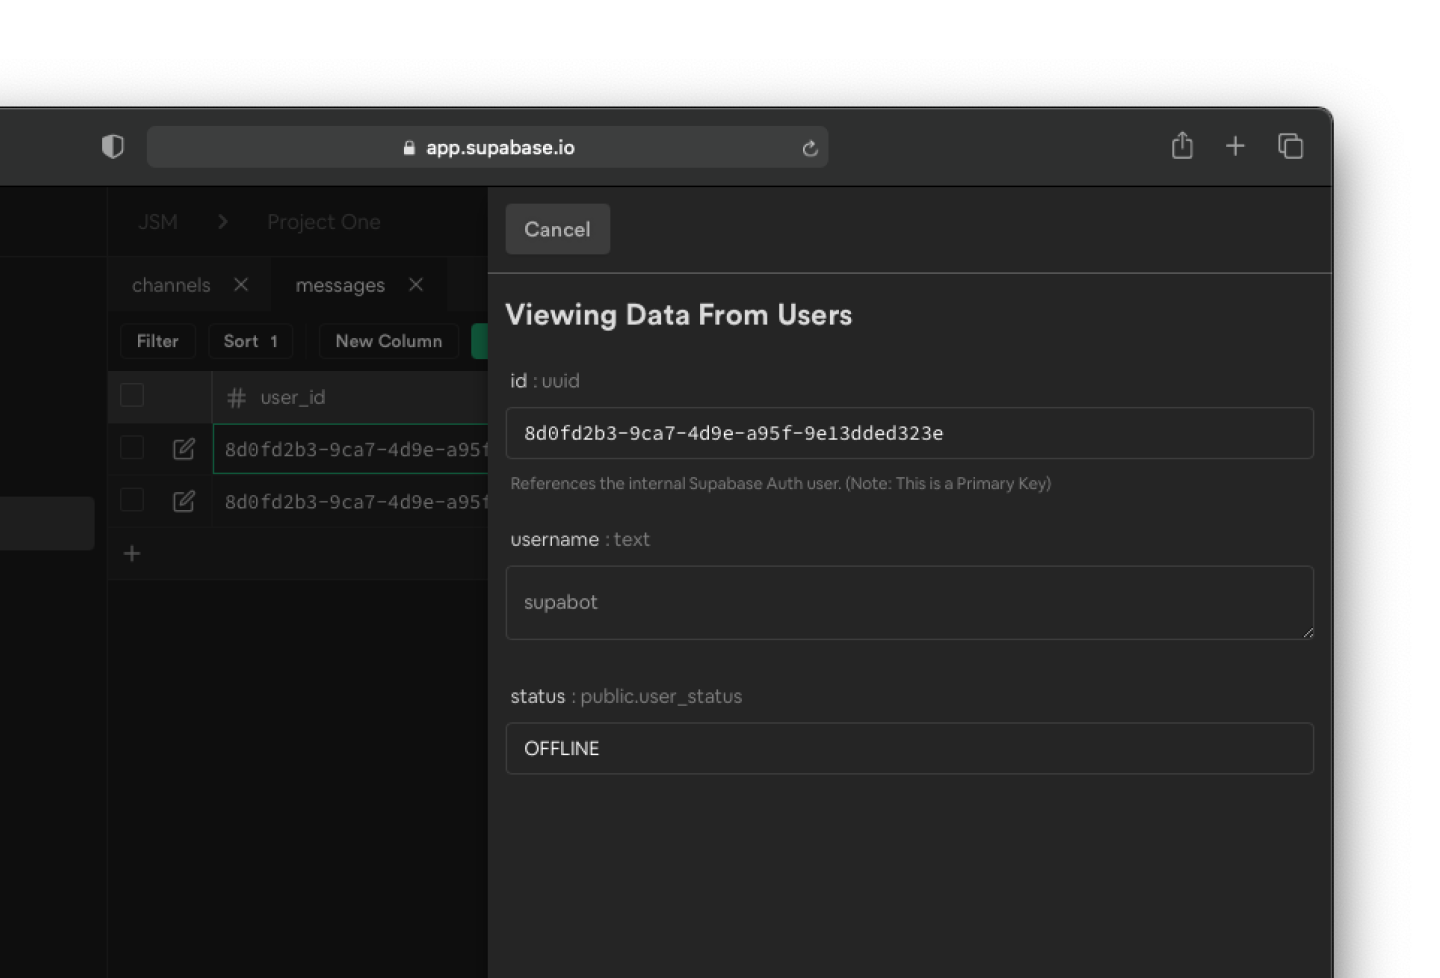 app.supabase.io
JSM > Project One
Cancel
channels
messages
Filter
Sort 1
New Column
# user_id
8d0fd2b3-9ca7-4d9e-a95f
8d0fd2b3-9ca7-4d9e-a95f
+
Viewing Data From Users
id : uuid
8d0fd2b3-9ca7-4d9e-a95f-9e13dded323e
References the internal Supabase Auth user. (Note: This is a Primary Key)
username : text
supabot
status : public.user_status
OFFLINE